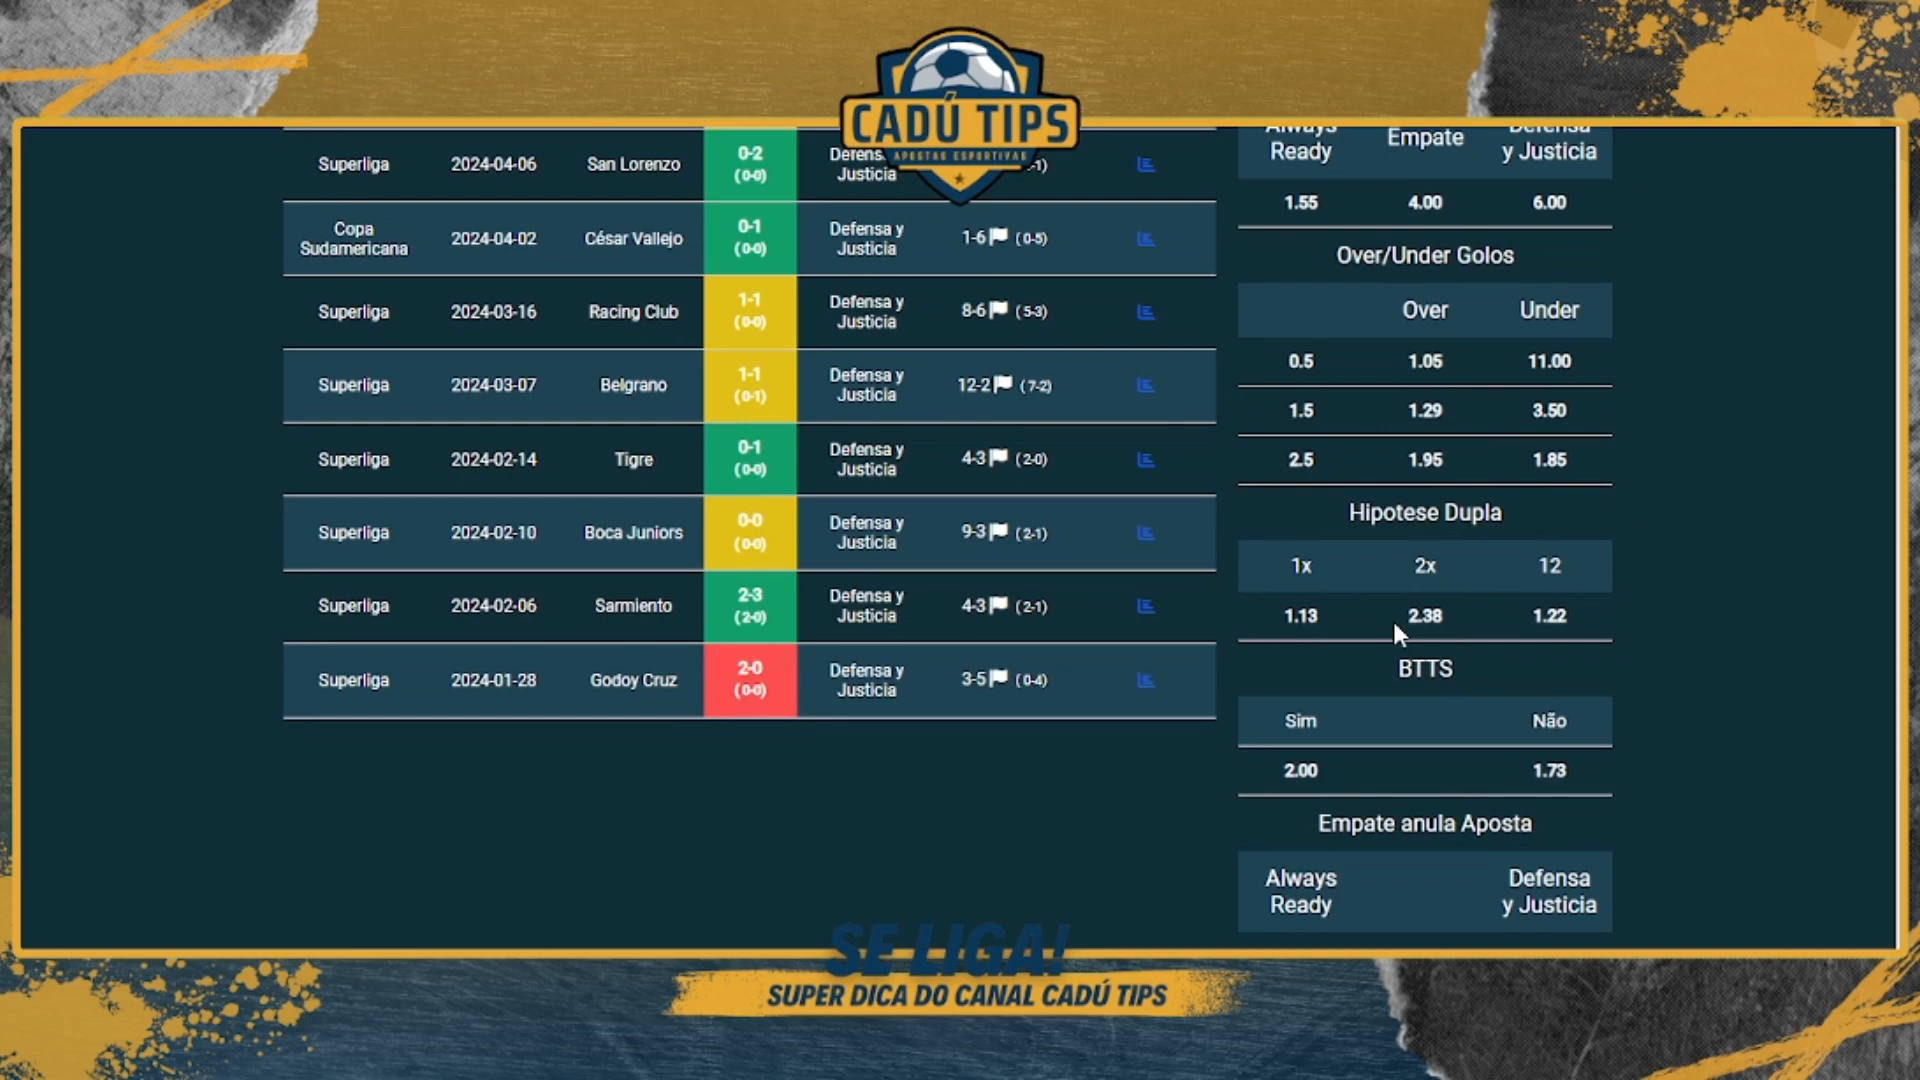 CADÚ TIPS
APOSTAS ESPORTIVAS
Superliga 2024-04-06 San Lorenzo 0-2 (0-0) Justicia
Copa Sudamericana 2024-04-02 César Vallejo 0-1 (0-0) Defensa y Justicia 1-6 (0-5)
Superliga 2024-03-16 Racing Club 1-1 (0-0) Defensa y Justicia 8-6 (5-3)
Superliga 2024-03-07 Belgrano 1-1 (0-1) Defensa y Justicia 12-2 (7-2)
Superliga 2024-02-14 Tigre 0-1 (0-0) Defensa y Justicia 4-3 (2-0)
Superliga 2024-02-10 Boca Juniors 0-0 (0-0) Defensa y Justicia 9-3 (2-1)
Superliga 2024-02-06 Sarmiento 2-3 (2-0) Defensa y Justicia 4-3 (2-1)
Superliga 2024-01-28 Godoy Cruz 2-0 (0-0) Defensa y Justicia 3-5 (0-4)
Always Ready Empate Defensa y Justicia
1.55 4.00 6.00
Over/Under Golos
Over Under
0.5 1.05 11.00
1.5 1.29 3.50
2.5 1.95 1.85
Hipotese Dupla
1x 2x 12
1.13 2.38 1.22
BTTS
Sim Não
2.00 1.73
Empate anula Aposta
Always Ready Defensa y Justicia
SE LIGA!
SUPER DICA DO CANAL CADÚ TIPS